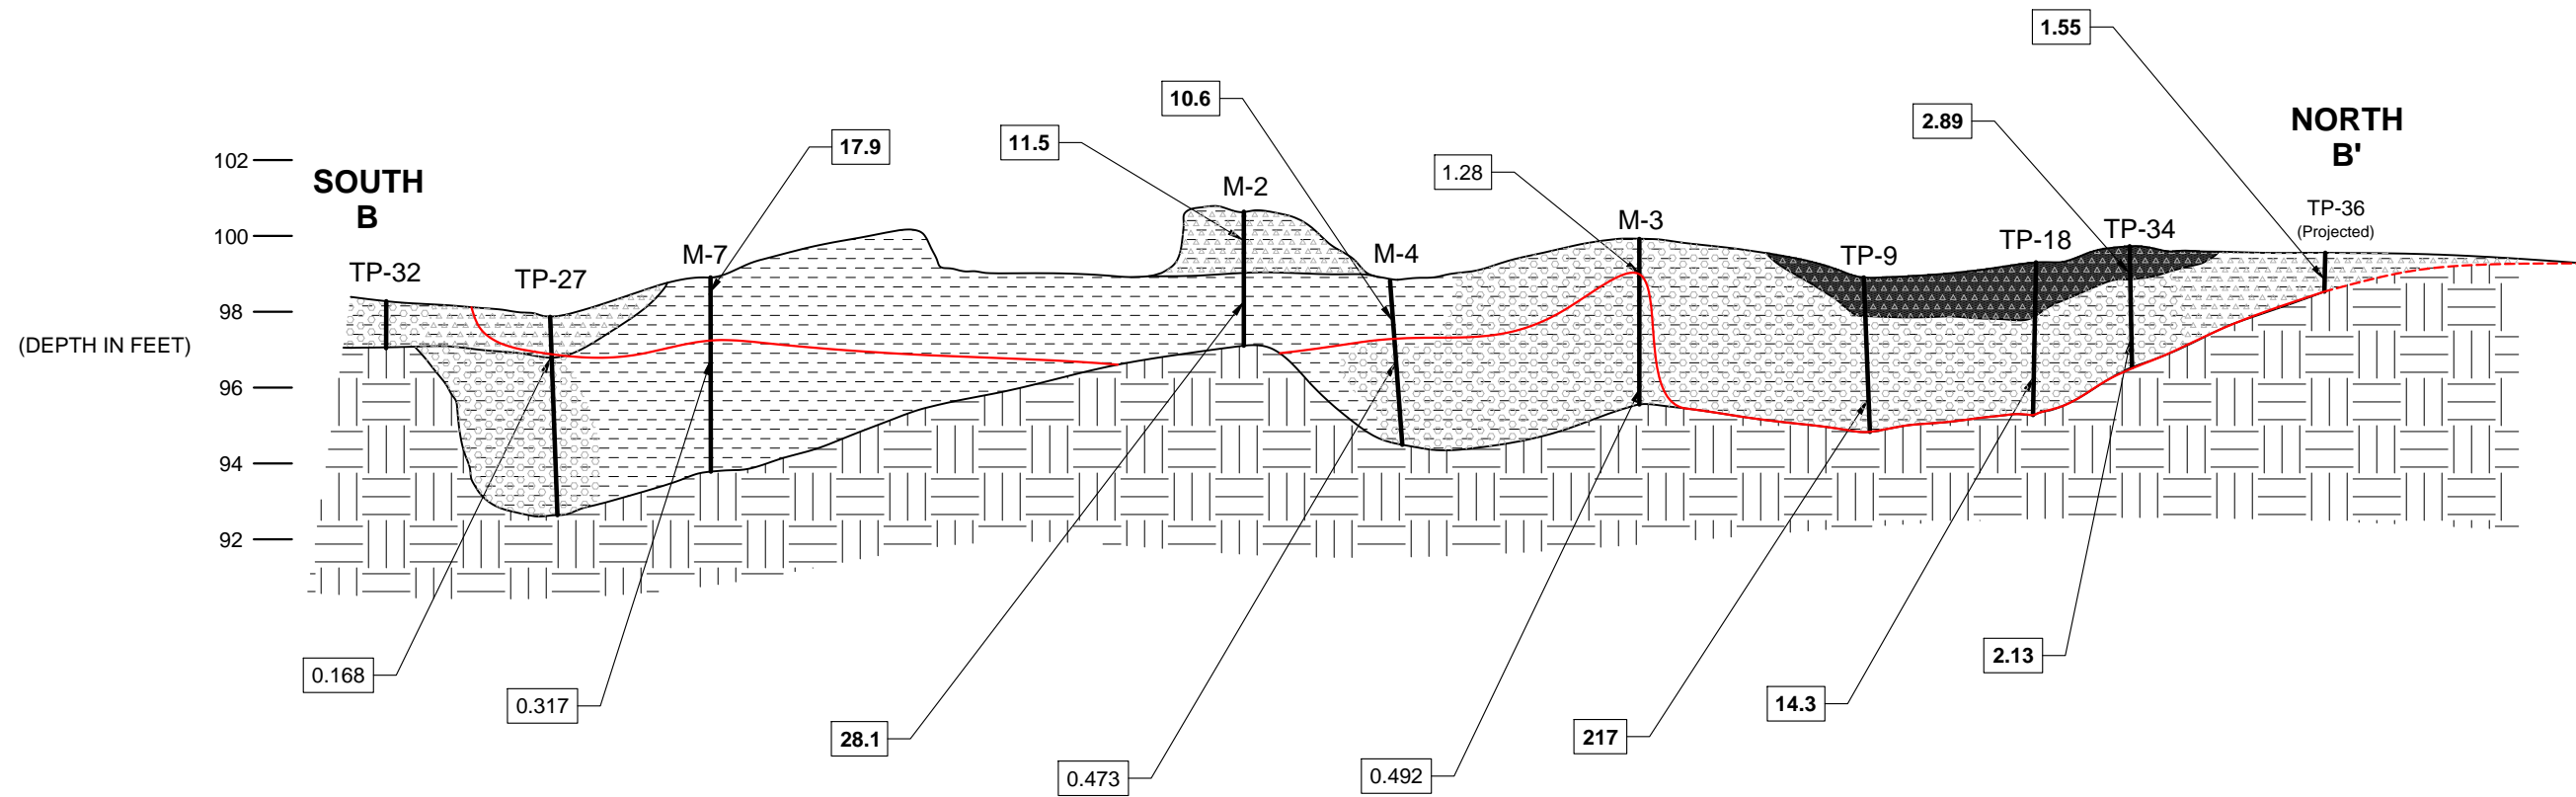 1.55
10.6
2.89
NORTH
B'
17.9
11.5
102
1.28
SOUTH
B
M-2
TP-36
(Projected)
M-3
TP-34
100
TP-18
M-7
M-4
TP-9
TP-32
TP-27
98
(DEPTH IN FEET)
96
94
92
2.13
0.168
14.3
0.317
28.1
217
0.473
0.492